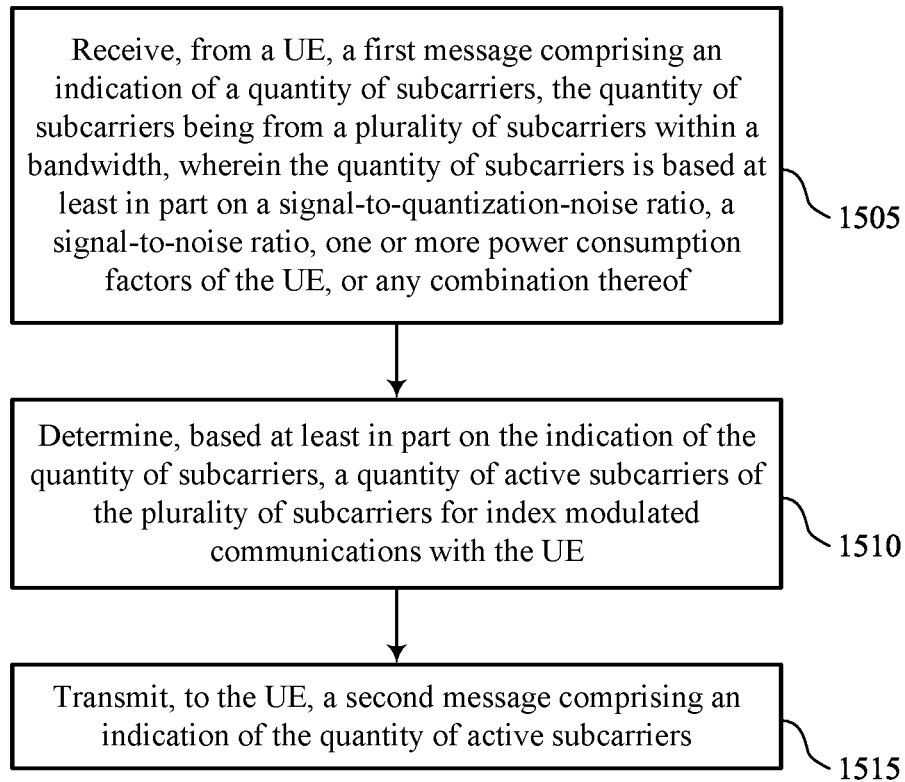 Receive, from a UE, a first message comprising an
indication of a quantity of subcarriers, the quantity of
subcarriers being from a plurality of subcarriers within a
bandwidth, wherein the quantity of subcarriers is based at
least in part on a signal-to-quantization-noise ratio, a
signal-to-noise ratio, one or more power consumption
factors of the UE, or any combination thereof
1505
Determine, based at least in part on the indication of the
quantity of subcarriers, a quantity of active subcarriers of
the plurality of subcarriers for index modulated
communications with the UE
1510
Transmit, to the UE, a second message comprising an
indication of the quantity of active subcarriers
1515